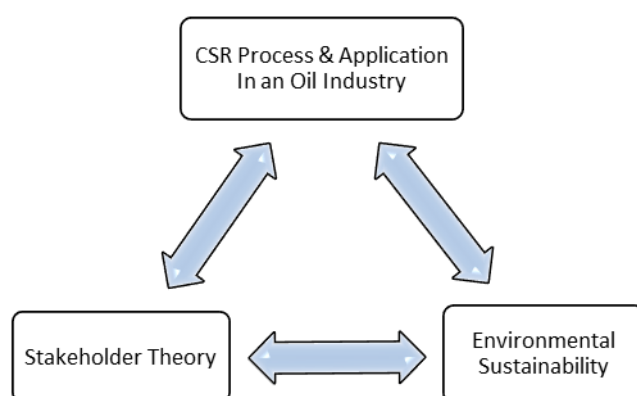 CSR Process & Application
In an Oil Industry
Stakeholder Theory
Environmental
Sustainability